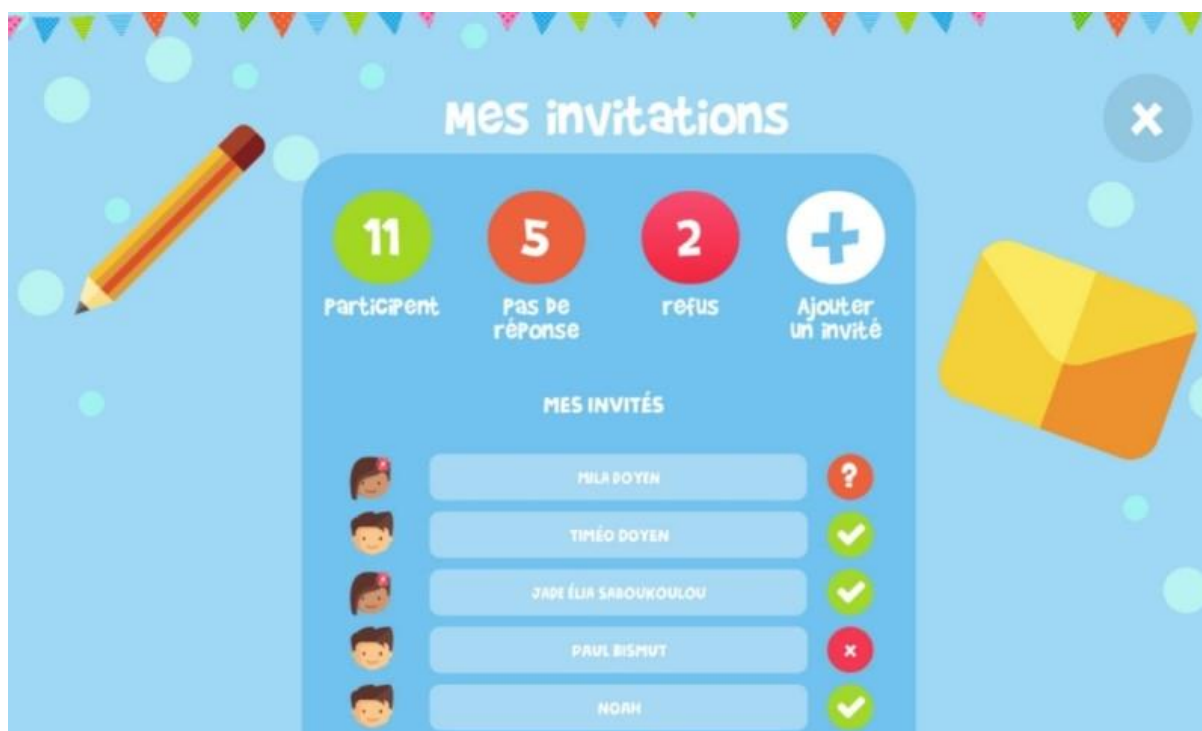 Mes invitations
11
5
2
Participent
Pas de
réponse
refus
Ajouter
un invité
MES INVITÉS
MILA DOYEN
?
TIMÉO DOYEN
JADE ÉLIA SABOUKOULOU
PAUL BISMUT
NOAH